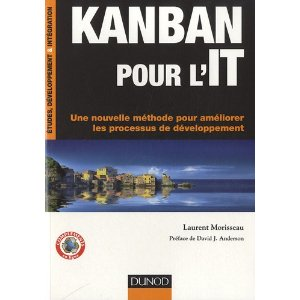 ÉTUDES, DÉVELOPPEMENT & INTÉGRATION
KANBAN
POUR L'IT
Une nouvelle méthode pour améliorer
les processus de développement
Laurent Morisseau
Préface de David J. Anderson
DUNOD